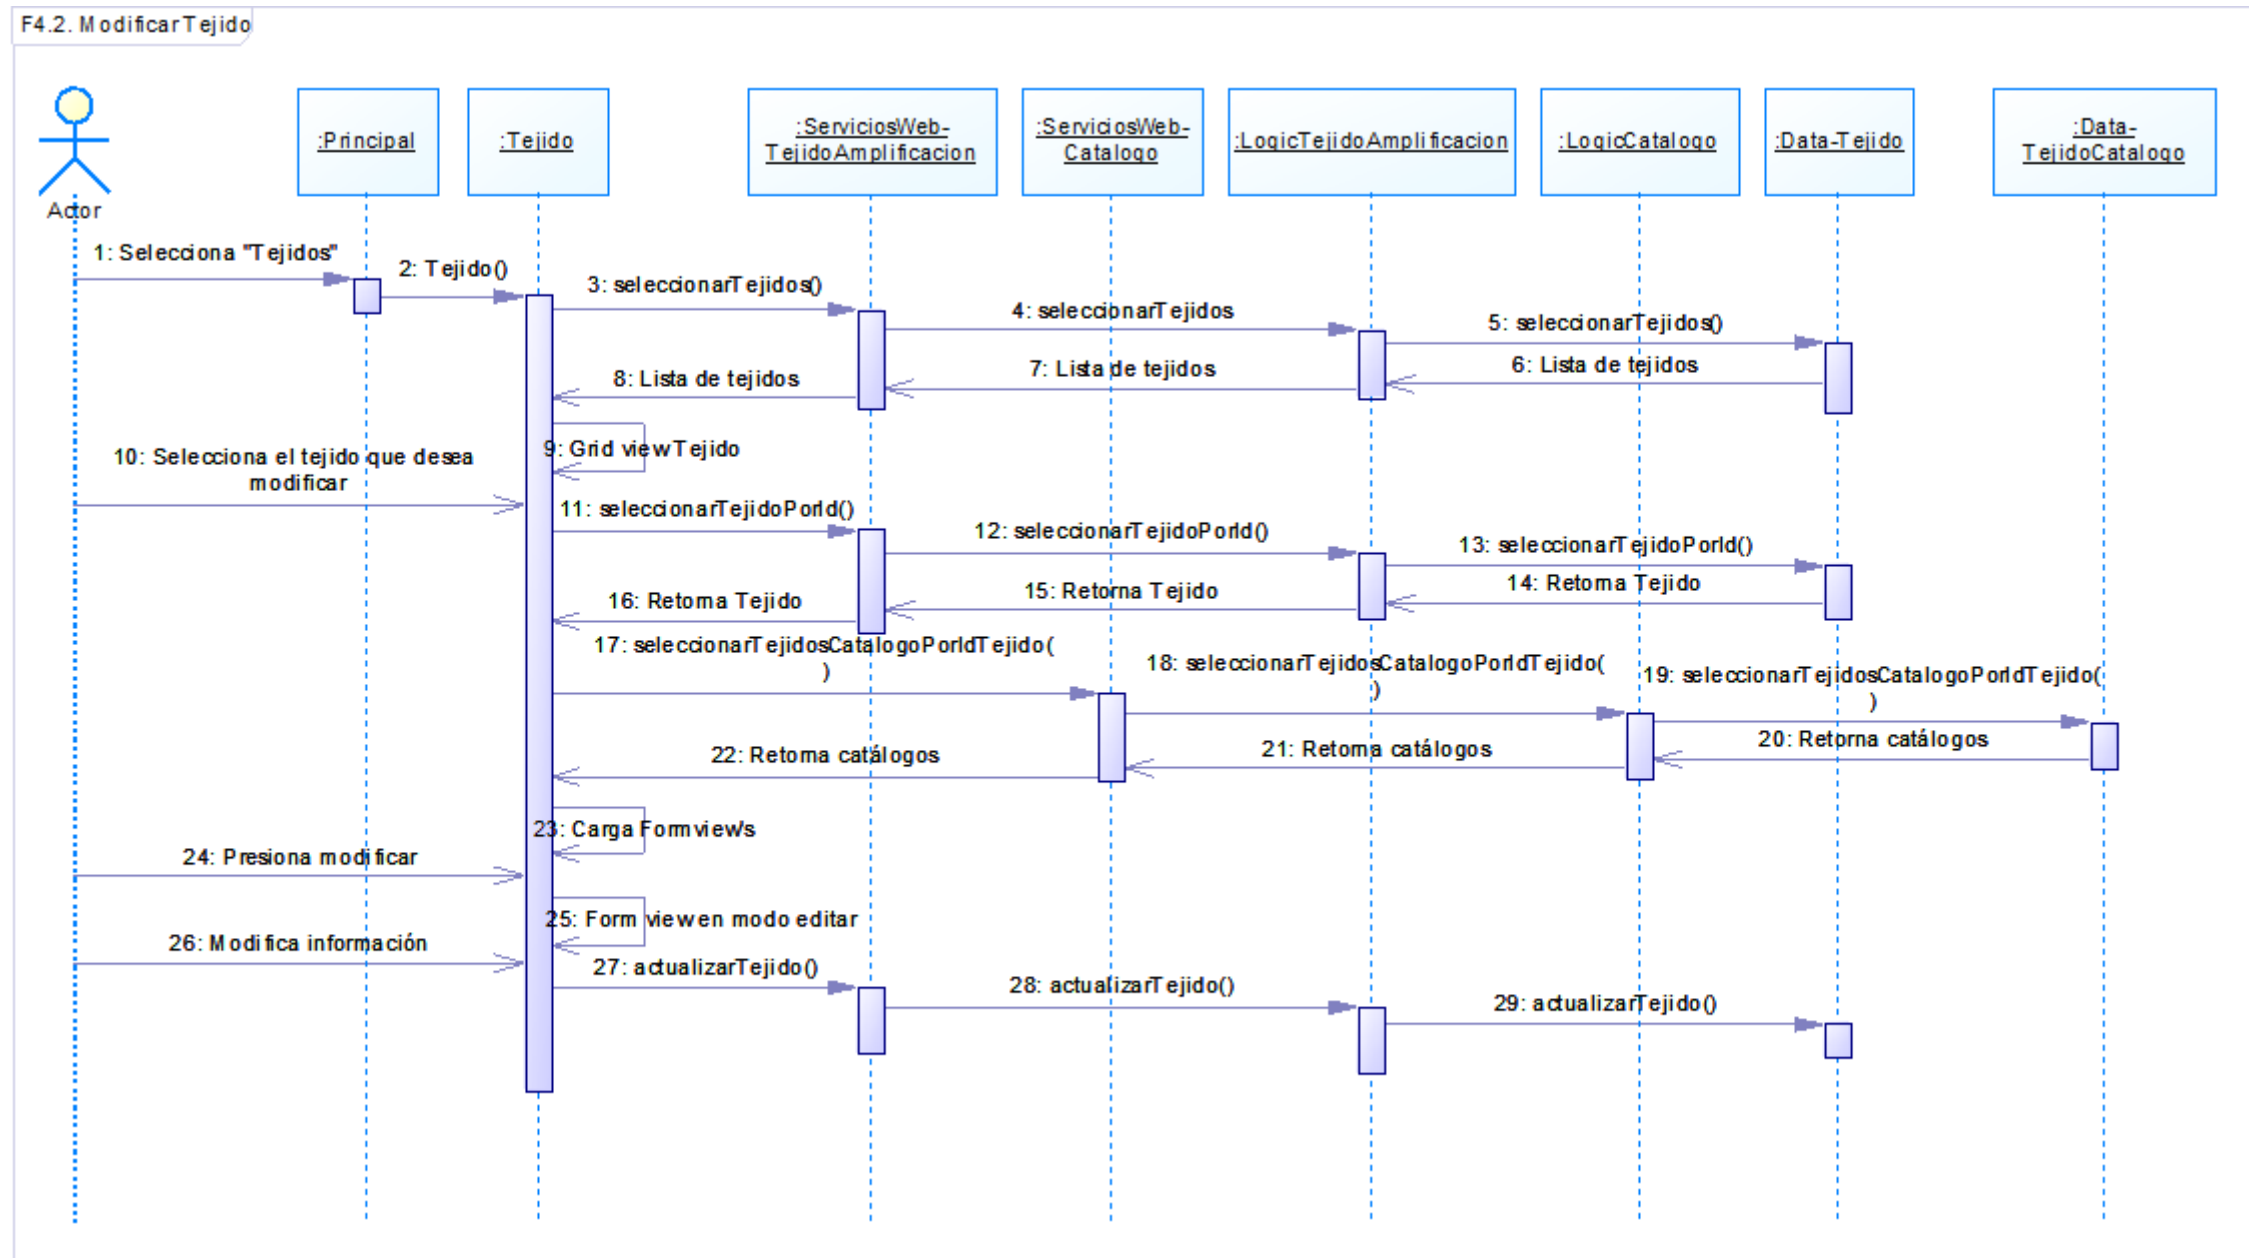 F4.2. ModificarTejido
Actor
:Principal
:Tejido
:ServiciosWeb-
TejidoAmplificacion
:ServiciosWeb-
Catalogo
:LogicTejidoAmplificacion
:LogicCatalogo
:Data-Tejido
:Data-
TejidoCatalogo
1: Selecciona "Tejidos"
2: Tejido()
3: seleccionarTejidos()
4: seleccionarTejidos
5: seleccionarTejidos()
6: Lista de tejidos
7: Lista de tejidos
8: Lista de tejidos
9: Grid view Tejido
10: Selecciona el tejido que desea
modificar
11: seleccionarTejidoPorId()
12: seleccionarTejidoPorId()
13: seleccionarTejidoPorId()
14: Retorna Tejido
15: Retorna Tejido
16: Retorna Tejido
17: seleccionarTejidosCatalogoPorIdTejido(
)
18: seleccionarTejidosCatalogoPorIdTejido(
)
19: seleccionarTejidosCatalogoPorIdTejido(
)
20: Retorna catálogos
21: Retorna catálogos
22: Retorna catálogos
23: Carga Formview's
24: Presiona modificar
25: Form view en modo editar
26: Modifica información
27: actualizarTejido()
28: actualizarTejido()
29: actualizarTejido()